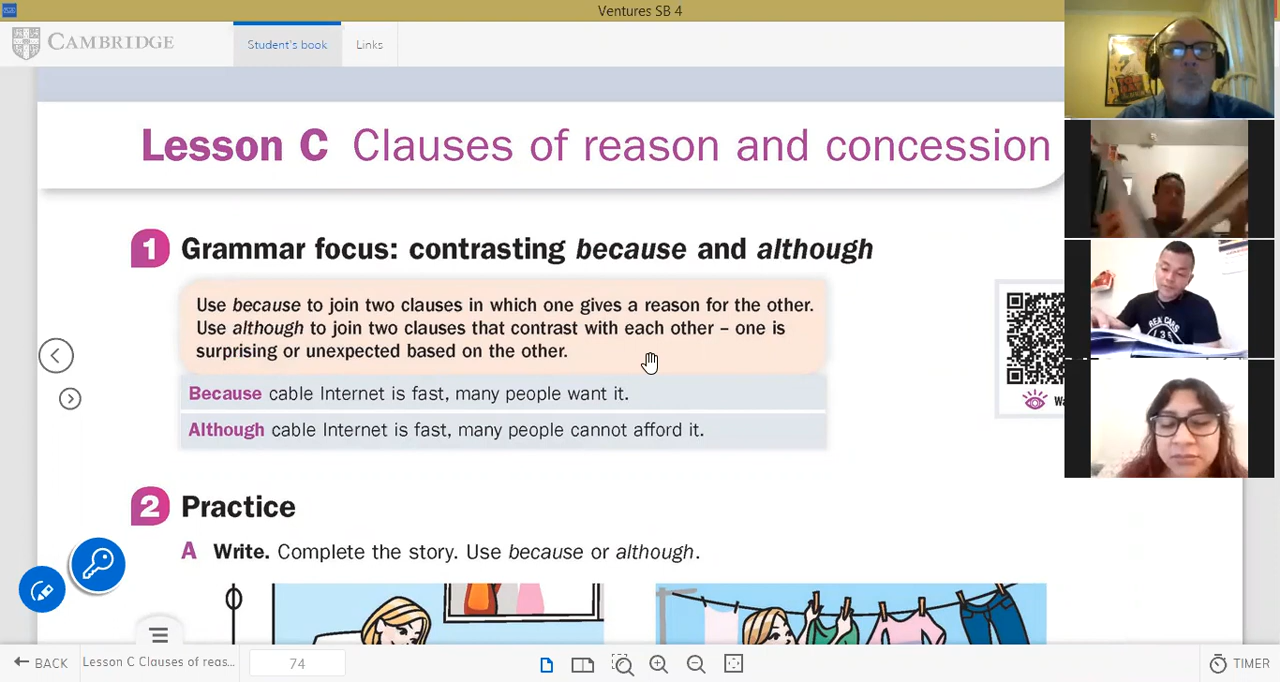 Ventures SB 4
CAMBRIDGE
Student's book
Links
Lesson C Clauses of reason and concession
1 Grammar focus: contrasting because and although
Use because to join two clauses in which one gives a reason for the other.
Use although to join two clauses that contrast with each other – one is
surprising or unexpected based on the other.
Because cable Internet is fast, many people want it.
Although cable Internet is fast, many people cannot afford it.
2 Practice
A Write. Complete the story. Use because or although.
BACK
Lesson C Clauses of reas...
74
TIMER